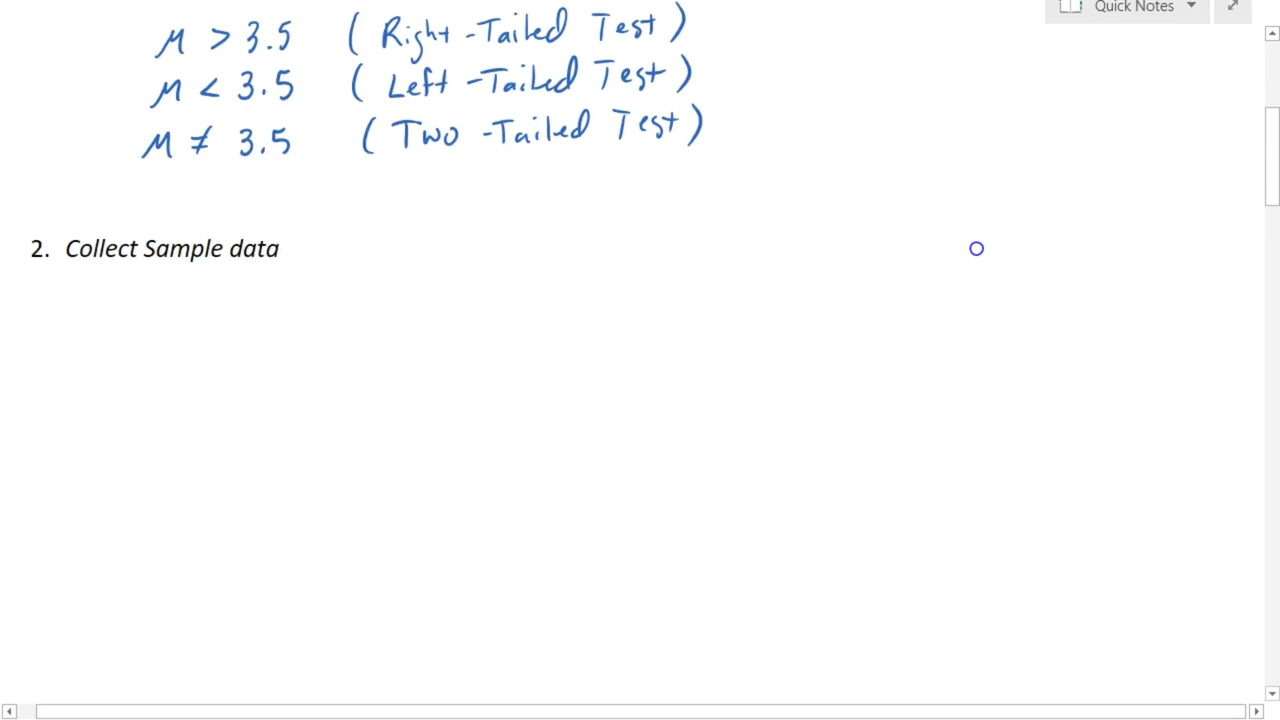 Quick Notes
μ > 3.5 (Right-Tailed Test)
μ < 3.5 (Left-Tailed Test)
μ ≠ 3.5 (Two-Tailed Test)
2. Collect Sample data